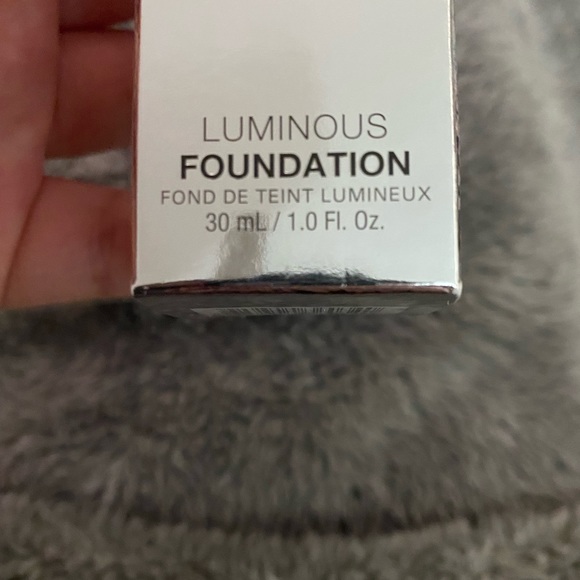 LUMINOUS
FOUNDATION
FOND DE TEINT LUMINEUX
30 mL / 1.0 Fl. Oz.